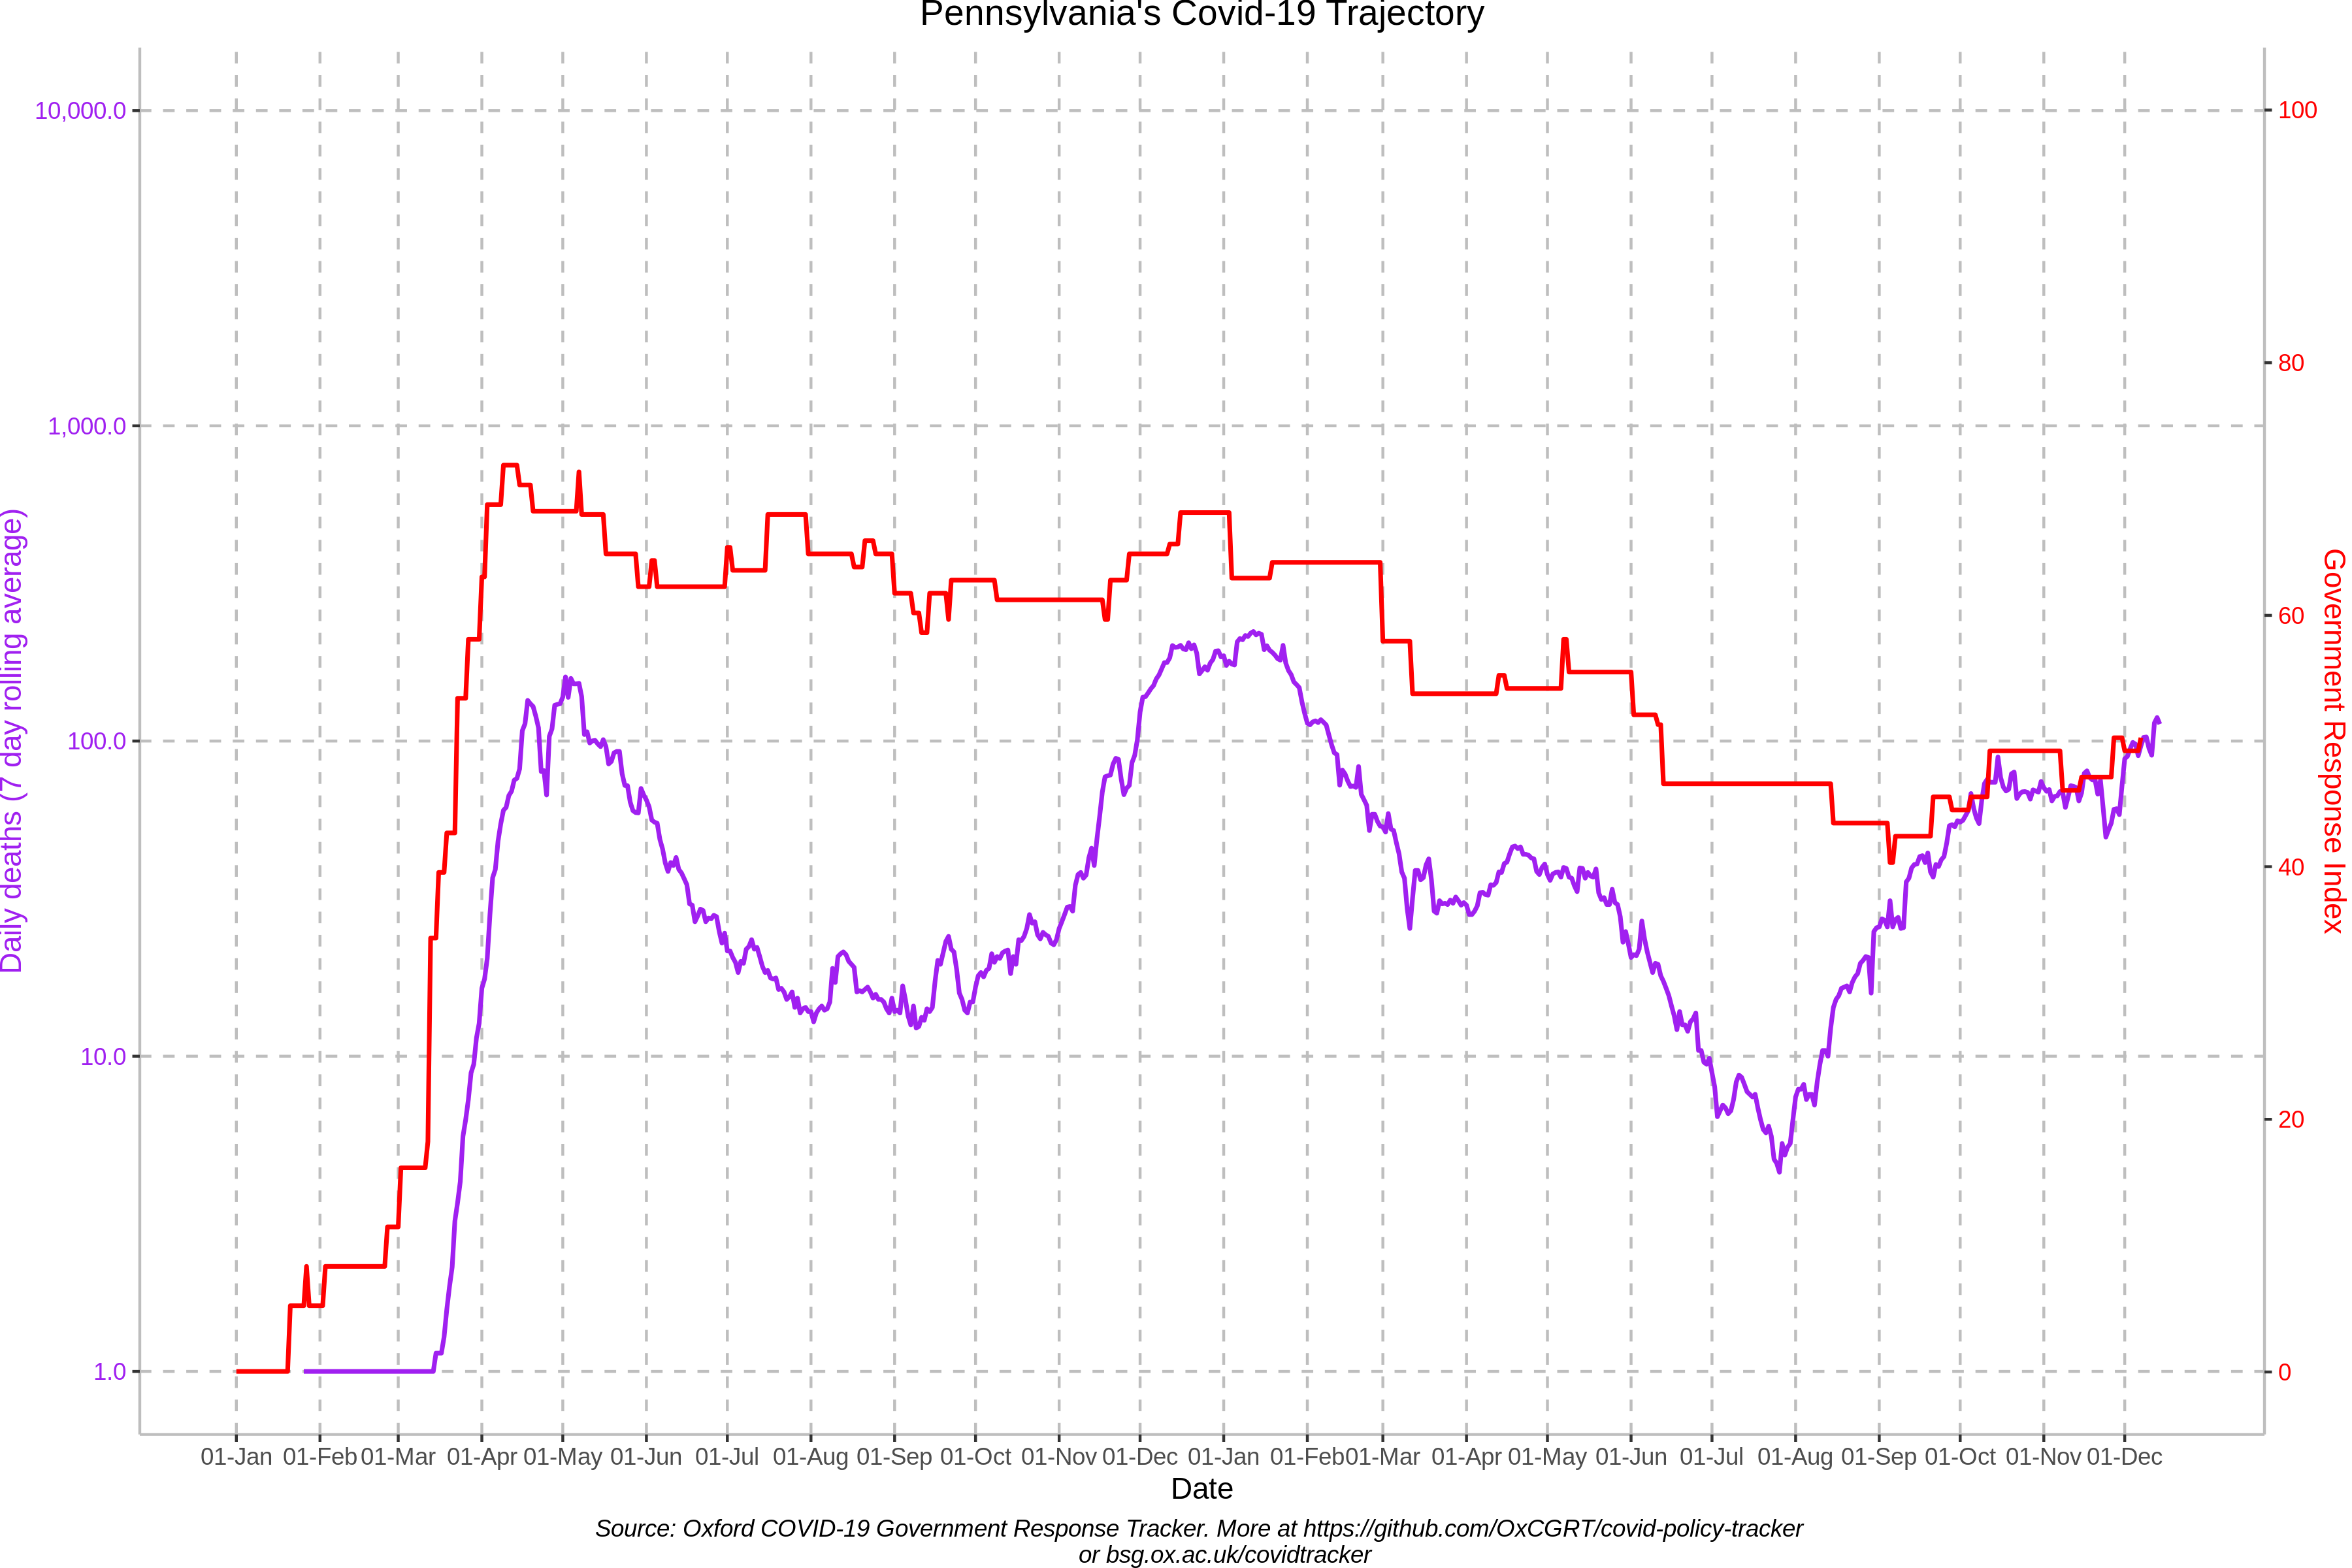 Pennsylvania's Covid-19 Trajectory
10,000.0
1,000.0
100.0
10.0
1.0
Daily deaths (7 day rolling average)
100
80
60
40
20
0
Government Response Index
01-Jan 01-Feb 01-Mar 01-Apr 01-May 01-Jun 01-Jul 01-Aug 01-Sep 01-Oct 01-Nov 01-Dec 01-Jan 01-Feb 01-Mar 01-Apr 01-May 01-Jun 01-Jul 01-Aug 01-Sep 01-Oct 01-Nov 01-Dec
Date
Source: Oxford COVID-19 Government Response Tracker. More at https://github.com/OxCGRT/covid-policy-tracker
or bsg.ox.ac.uk/covidtracker